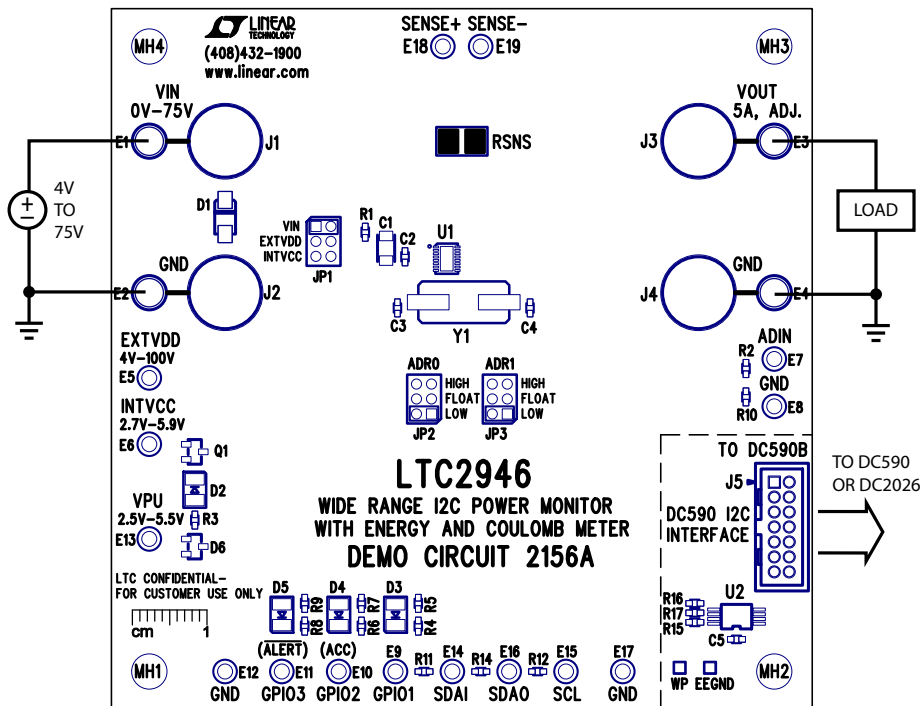 LINEAR
TECHNOLOGY
(408)432-1900
www.linear.com
SENSE+ SENSE-
E18 E19
MH4
MH3
VIN
0V-75V
VOUT
5A, ADJ.
E1
J1
RSNS
J3
E3
4V
TO
75V
+
−
LOAD
D1
VIN
EXTVDD
INTVCC
JP1
R1
C1
C2
U1
GND
E2
J2
GND
J4
E4
C3
Y1
C4
EXTVDD
4V-100V
E5
INTVCC
2.7V-5.9V
E6
ADR0
HIGH
FLOAT
LOW
JP2
ADR1
HIGH
FLOAT
LOW
JP3
ADIN
R2
E7
GND
R10
E8
Q1
D2
VPU
2.5V-5.5V
E13
R3
D6
LTC2946
WIDE RANGE I2C POWER MONITOR
WITH ENERGY AND COULOMB METER
DEMO CIRCUIT 2156A
TO DC590B
J5
DC590 I2C
INTERFACE
TO DC590
OR DC2026
LTC CONFIDENTIAL-
FOR CUSTOMER USE ONLY
cm 1
D5
R9
R8
D4
R7
R6
D3
R5
R4
U2
R16
R17
R15
C5
WP EEGND
MH1
MH2
(ALERT) (ACC)
E12 E11 E10 E9 R11 E14 R14 E16 R12 E15 E17
GND GPIO3 GPIO2 GPIO1 SDAI SDAO SCL GND